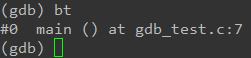 (gdb) bt
#0  main () at gdb_test.c:7
(gdb)